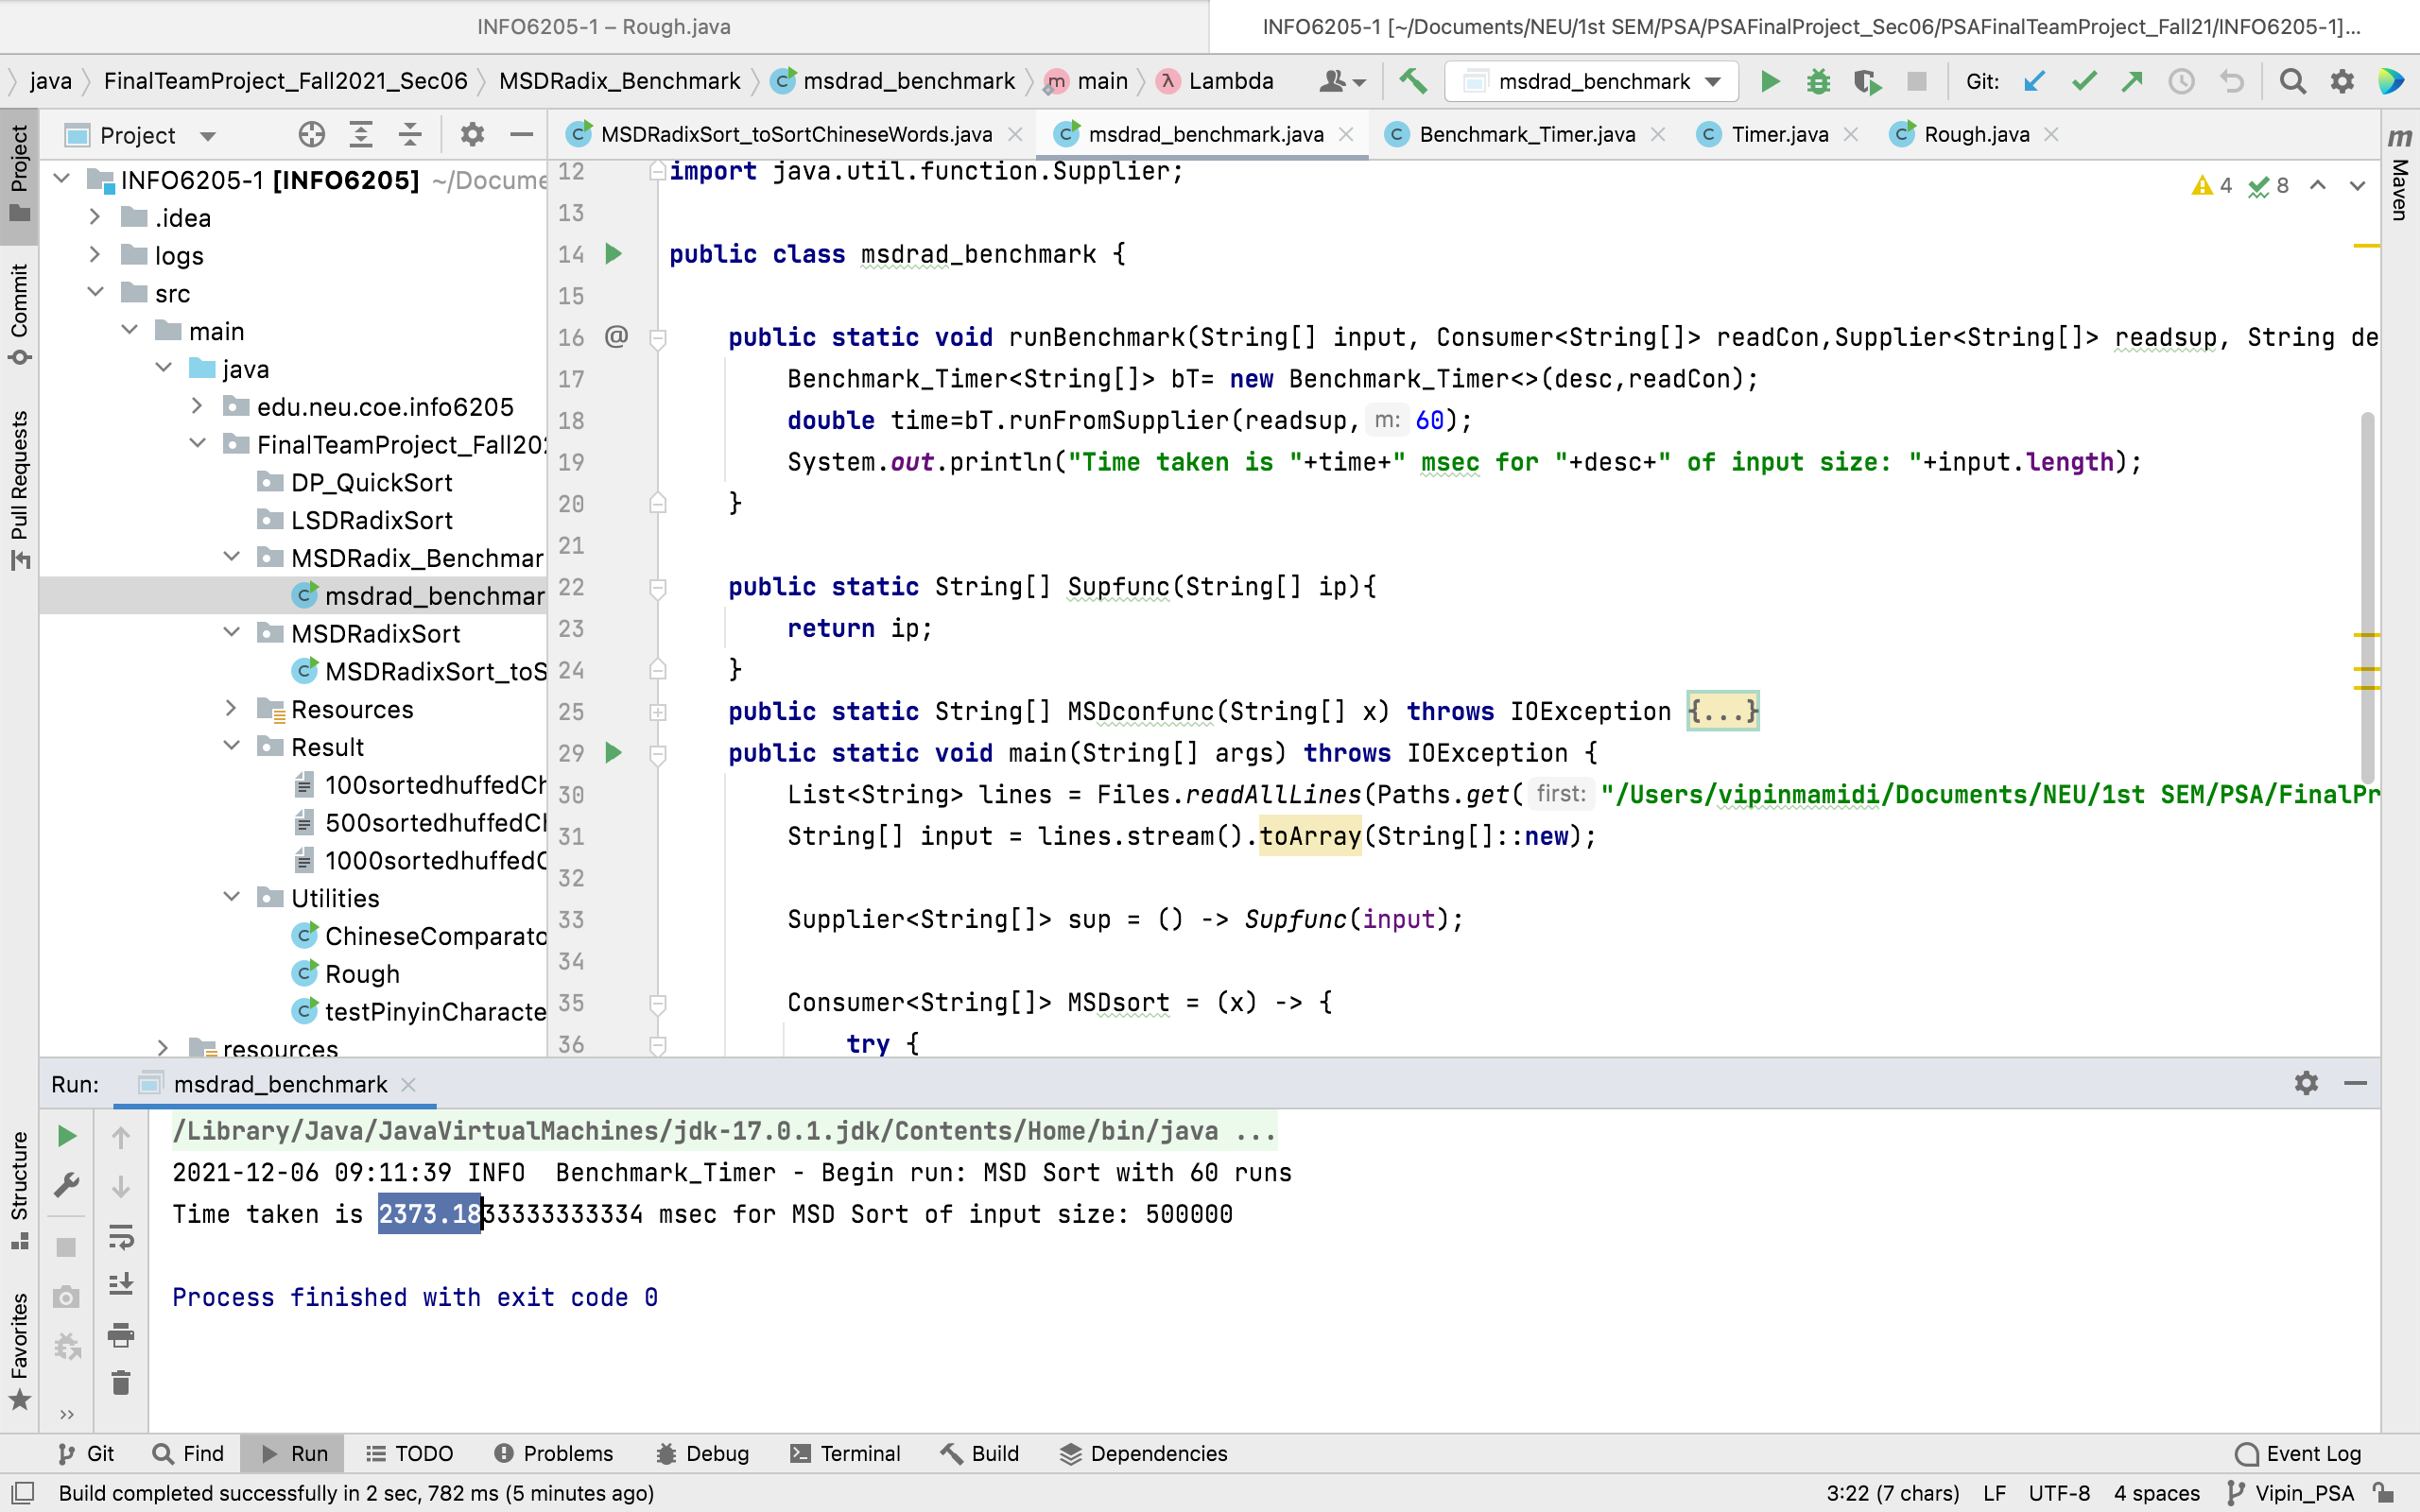 INFO6205-1 – Rough.java
INFO6205-1 [~/Documents/NEU/1st SEM/PSA/PSAFinalProject_Sec06/PSAFinalTeamProject_Fall21/INFO6205-1]...
java FinalTeamProject_Fall2021_Sec06 MSDRadix_Benchmark msdrad_benchmark main Lambda
msdrad_benchmark
Git:
Project
MSDRadixSort_toSortChineseWords.java msdrad_benchmark.java Benchmark_Timer.java Timer.java Rough.java
Project
Commit
Pull Requests
Structure
Favorites
Maven
INFO6205-1 [INFO6205] ~/Docume
.idea
logs
src
main
java
edu.neu.coe.info6205
FinalTeamProject_Fall20
DP_QuickSort
LSDRadixSort
MSDRadix_Benchmar
msdrad_benchmar
MSDRadixSort
MSDRadixSort_toS
Resources
Result
100sortedhuffedCh
500sortedhuffedCh
1000sortedhuffedC
Utilities
ChineseComparato
Rough
testPinyinCharacte
resources
4 8
12 import java.util.function.Supplier;
13
14 public class msdrad_benchmark {
15
16 @ public static void runBenchmark(String[] input, Consumer<String[]> readCon,Supplier<String[]> readsup, String de
17 Benchmark_Timer<String[]> bT= new Benchmark_Timer<>(desc,readCon);
18 double time=bT.runFromSupplier(readsup, m: 60);
19 System.out.println("Time taken is "+time+" msec for "+desc+" of input size: "+input.length);
20 }
21
22 public static String[] Supfunc(String[] ip){
23 return ip;
24 }
25 public static String[] MSDconfunc(String[] x) throws IOException {...}
29 public static void main(String[] args) throws IOException {
30 List<String> lines = Files.readAllLines(Paths.get( first: "/Users/vipinmamidi/Documents/NEU/1st SEM/PSA/FinalPr
31 String[] input = lines.stream().toArray(String[]::new);
32
33 Supplier<String[]> sup = () -> Supfunc(input);
34
35 Consumer<String[]> MSDsort = (x) -> {
36 try {
Run: msdrad_benchmark
/Library/Java/JavaVirtualMachines/jdk-17.0.1.jdk/Contents/Home/bin/java ...
2021-12-06 09:11:39 INFO  Benchmark_Timer - Begin run: MSD Sort with 60 runs
Time taken is 2373.1833333333334 msec for MSD Sort of input size: 500000
Process finished with exit code 0
Git Find Run TODO Problems Debug Terminal Build Dependencies Event Log
Build completed successfully in 2 sec, 782 ms (5 minutes ago) 3:22 (7 chars) LF UTF-8 4 spaces Vipin_PSA